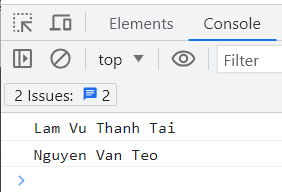 Elements Console
top Filter
2 Issues: 2
Lam Vu Thanh Tai
Nguyen Van Teo